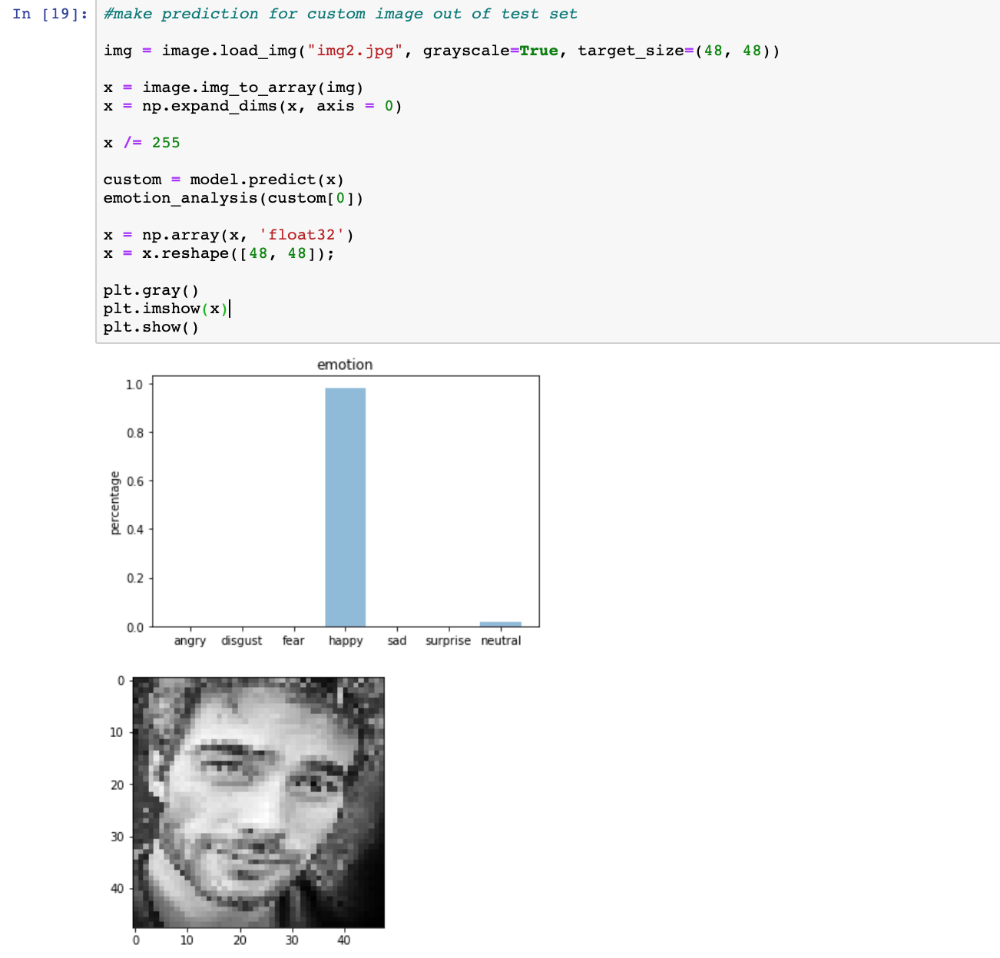 In [19]: #make prediction for custom image out of test set
img = image.load_img("img2.jpg", grayscale=True, target_size=(48, 48))
x = image.img_to_array(img)
x = np.expand_dims(x, axis = 0)
x /= 255
custom = model.predict(x)
emotion_analysis(custom[0])
x = np.array(x, 'float32')
x = x.reshape([48, 48]);
plt.gray()
plt.imshow(x)
plt.show()
emotion
percentage
1.0
0.8
0.6
0.4
0.2
0.0
angry disgust fear happy sad surprise neutral
0
10
20
30
40
0 10 20 30 40